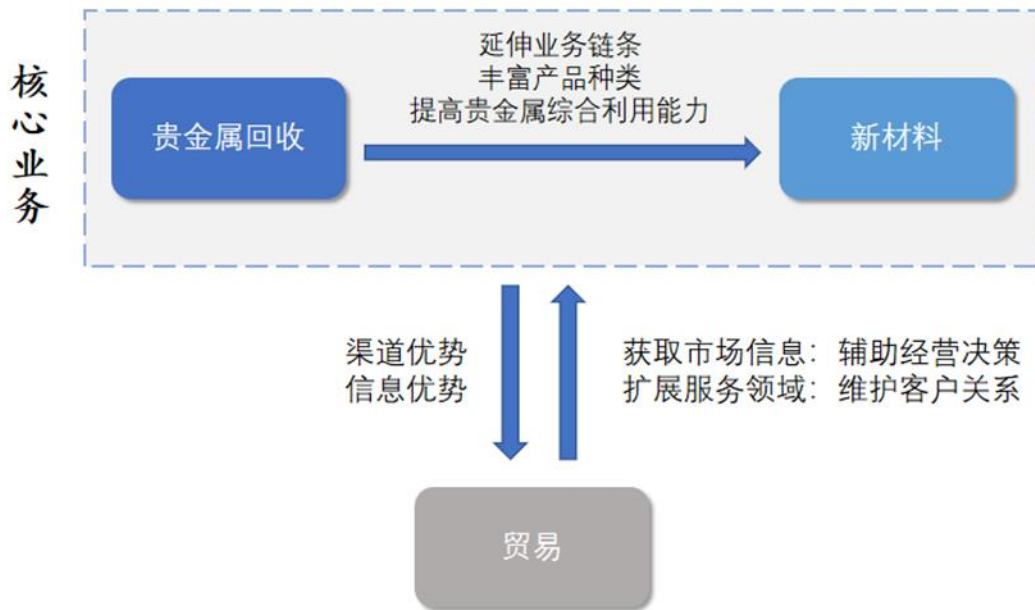 核心业务
延伸业务链条
丰富产品种类
提高贵金属综合利用能力
贵金属回收
新材料
渠道优势
信息优势
获取市场信息：辅助经营决策
扩展服务领域：维护客户关系
贸易